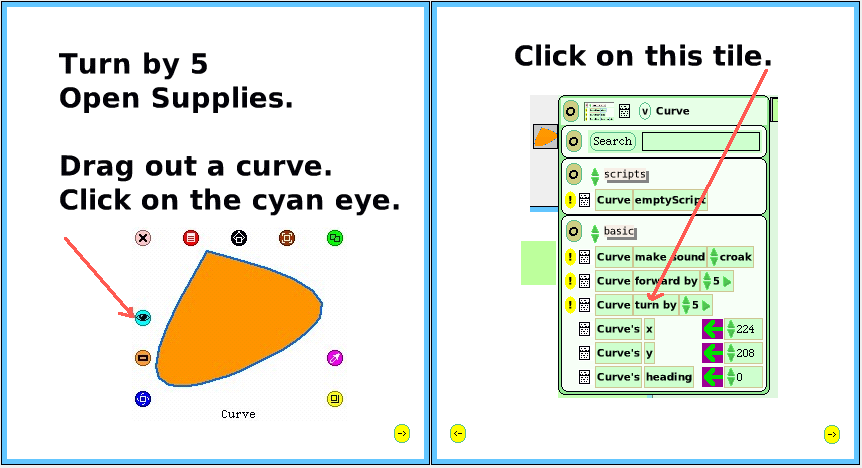 Turn by 5
Open Supplies.
Drag out a curve.
Click on the cyan eye.
Curve
Click on this tile.
v Curve
Search
scripts
! Curve emptyScript
basic
! Curve make sound croak
! Curve forward by 5
! Curve turn by 5
Curve's x 224
Curve's y 208
Curve's heading 0